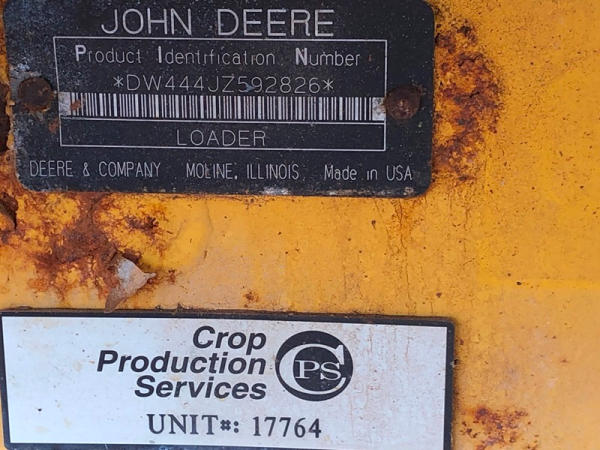 JOHN DEERE
Product Identification Number
*DW444JZ592826*
LOADER
DEERE & COMPANY MOLINE, ILLINOIS Made in USA
Crop
Production
Services
CPS
UNIT#: 17764